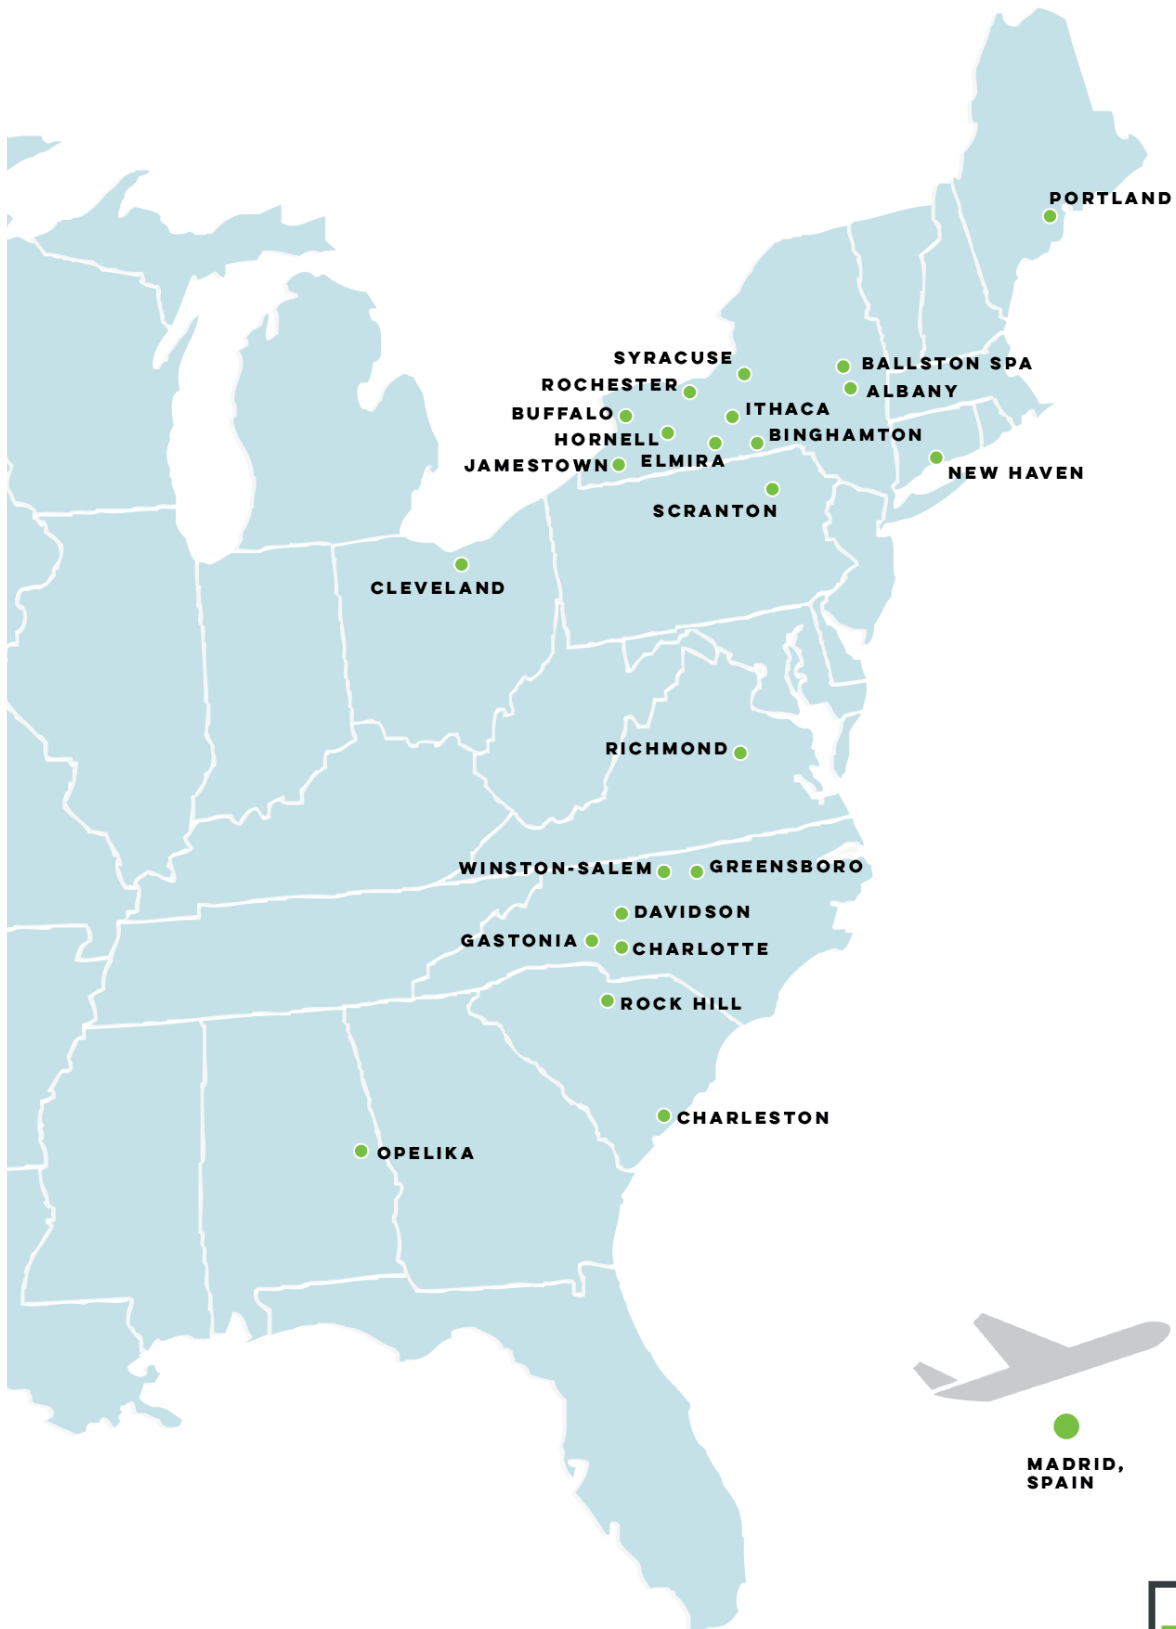 PORTLAND
SYRACUSE
BALLSTON SPA
ROCHESTER
ALBANY
BUFFALO
ITHACA
HORNELL
BINGHAMTON
JAMESTOWN
ELMIRA
NEW HAVEN
SCRANTON
CLEVELAND
RICHMOND
WINSTON-SALEM
GREENSBORO
DAVIDSON
GASTONIA
CHARLOTTE
ROCK HILL
CHARLESTON
OPELIKA
MADRID,
SPAIN